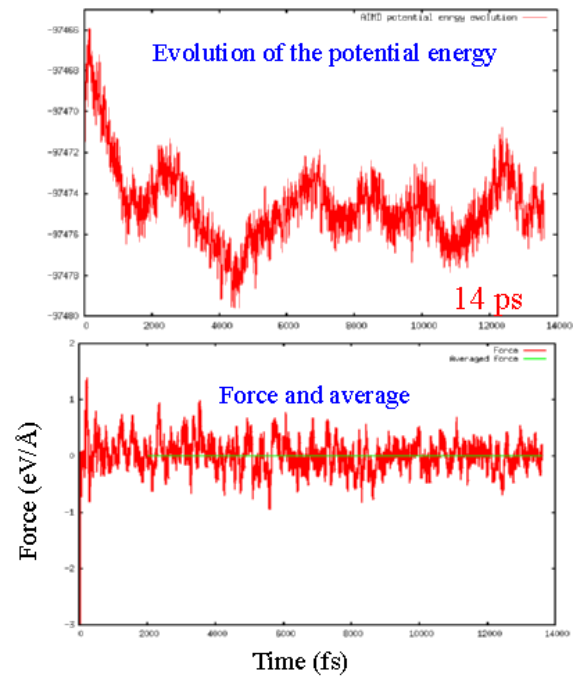 AIMD potential enrgy evolution
Evolution of the potential energy
-97466
-97468
-97470
-97472
-97474
-97476
-97478
-97480
14 ps
0 2000 4000 6000 8000 10000 12000 14000
Force
Averaged force
Force and average
2
1
0
-1
-2
-3
Force (eV/Å)
0 2000 4000 6000 8000 10000 12000 14000
Time (fs)